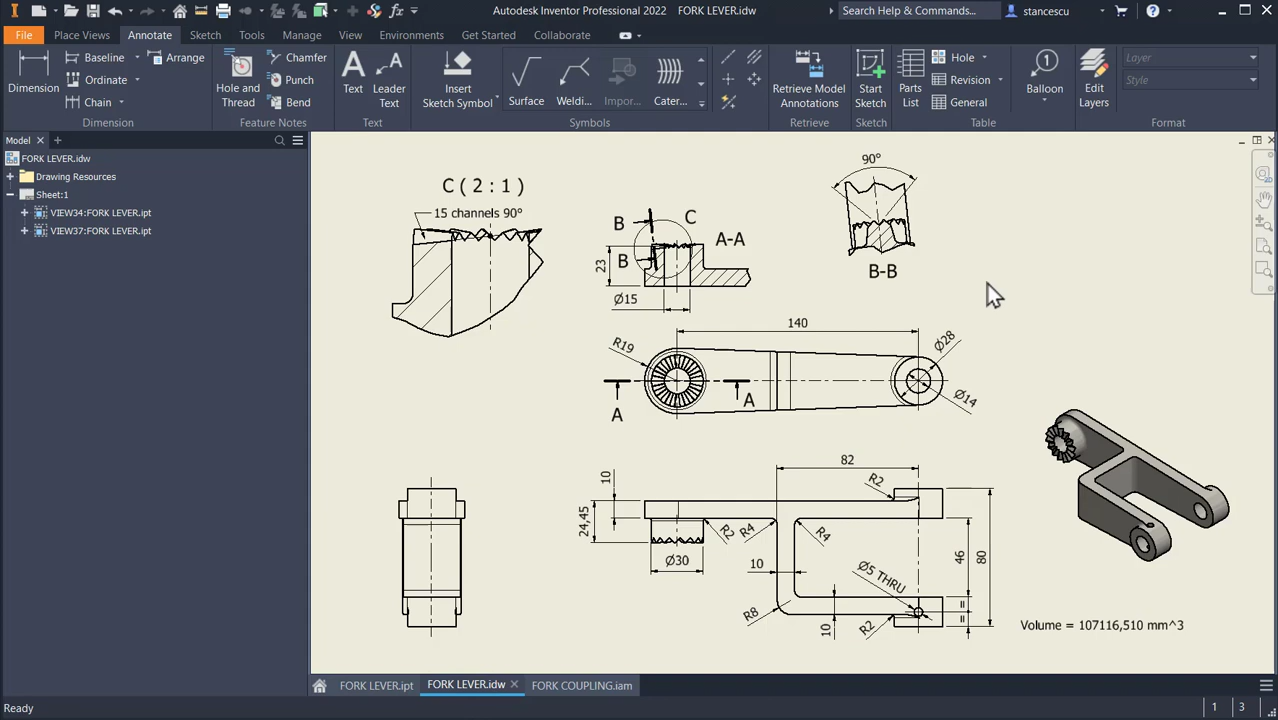 Autodesk Inventor Professional 2022 FORK LEVER.idw
Search Help & Commands...
stancescu
File Place Views Annotate Sketch Tools Manage View Environments Get Started Collaborate
Dimension
Baseline
Ordinate
Chain
Arrange
Dimension
Hole and Thread
Chamfer
Punch
Bend
Feature Notes
Text
Leader Text
Text
Insert Sketch Symbol
Surface
Weldi...
Impor...
Cater...
Symbols
Retrieve Model Annotations
Retrieve
Start Sketch
Sketch
Parts List
Hole
Revision
General
Table
Balloon
Edit Layers
Layer
Style
Format
Model
FORK LEVER.idw
Drawing Resources
Sheet:1
VIEW34:FORK LEVER.ipt
VIEW37:FORK LEVER.ipt
C ( 2 : 1 )
15 channels 90°
B
C
B
A-A
23
Ø15
90°
B-B
140
R19
Ø28
Ø14
A
A
82
R2
10
24,45
R2
R4
R4
Ø30
10
Ø5 THRU
46
80
=
=
R8
10
R2
Volume = 107116,510 mm^3
FORK LEVER.ipt FORK LEVER.idw FORK COUPLING.iam
Ready
1 3